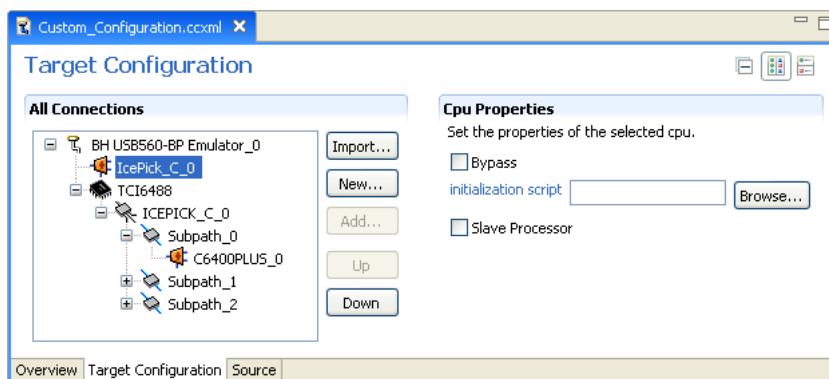 Custom_Configuration.ccxml
Target Configuration
All Connections
BH USB560-BP Emulator_0
IcePick_C_0
TCI6488
ICEPICK_C_0
Subpath_0
C6400PLUS_0
Subpath_1
Subpath_2
Import...
New...
Add...
Up
Down
Cpu Properties
Set the properties of the selected cpu.
Bypass
initialization script
Browse...
Slave Processor
Overview Target Configuration Source